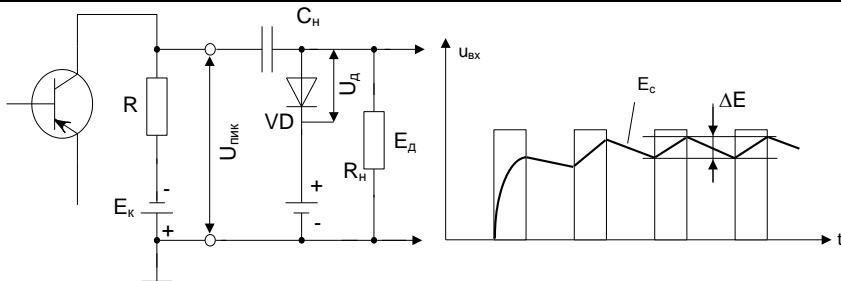 Cн
R
Uпик
Uд
VD
Rн
Eд
Eк
-
+
+
-
uвх
Eс
ΔE
t